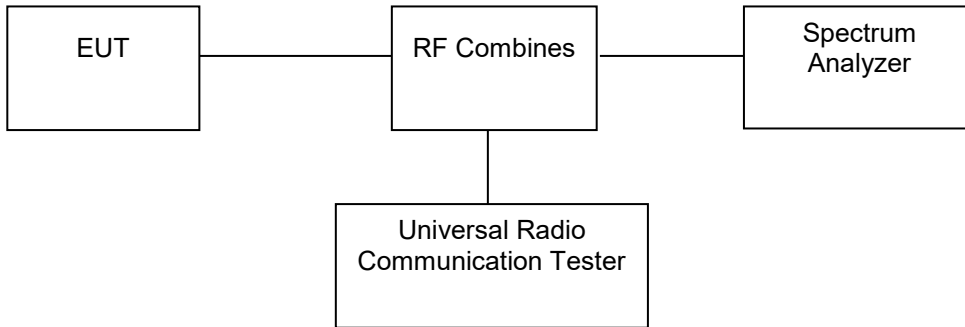 EUT
RF Combines
Spectrum
Analyzer
Universal Radio
Communication Tester